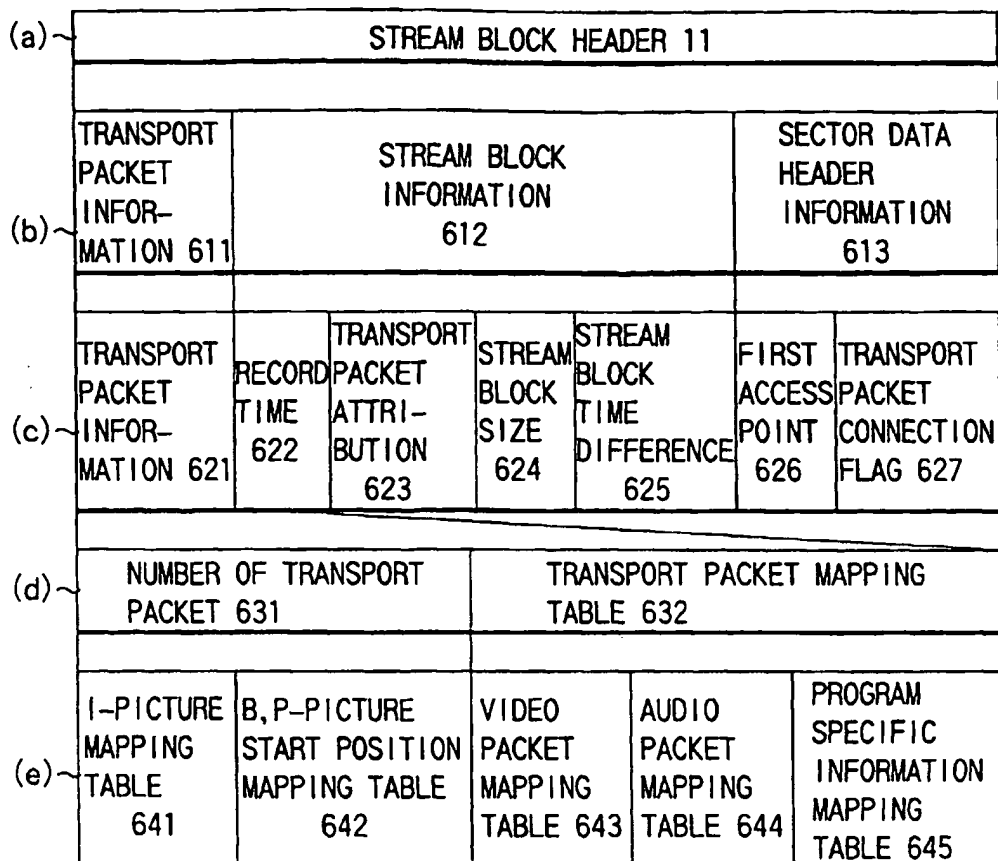 (a)
STREAM BLOCK HEADER 11
(b)
TRANSPORT
PACKET
INFOR-
MATION 611
STREAM BLOCK
INFORMATION
612
SECTOR DATA
HEADER
INFORMATION
613
(c)
TRANSPORT
PACKET
INFOR-
MATION 621
RECORD
TIME
622
TRANSPORT
PACKET
ATTRI-
BUTION
623
STREAM
BLOCK
SIZE
624
STREAM
BLOCK
TIME
DIFFERENCE
625
FIRST
ACCESS
POINT
626
TRANSPORT
PACKET
CONNECTION
FLAG 627
(d)
NUMBER OF TRANSPORT
PACKET 631
TRANSPORT PACKET MAPPING
TABLE 632
(e)
I-PICTURE
MAPPING
TABLE
641
B,P-PICTURE
START POSITION
MAPPING TABLE
642
VIDEO
PACKET
MAPPING
TABLE 643
AUDIO
PACKET
MAPPING
TABLE 644
PROGRAM
SPECIFIC
INFORMATION
MAPPING
TABLE 645